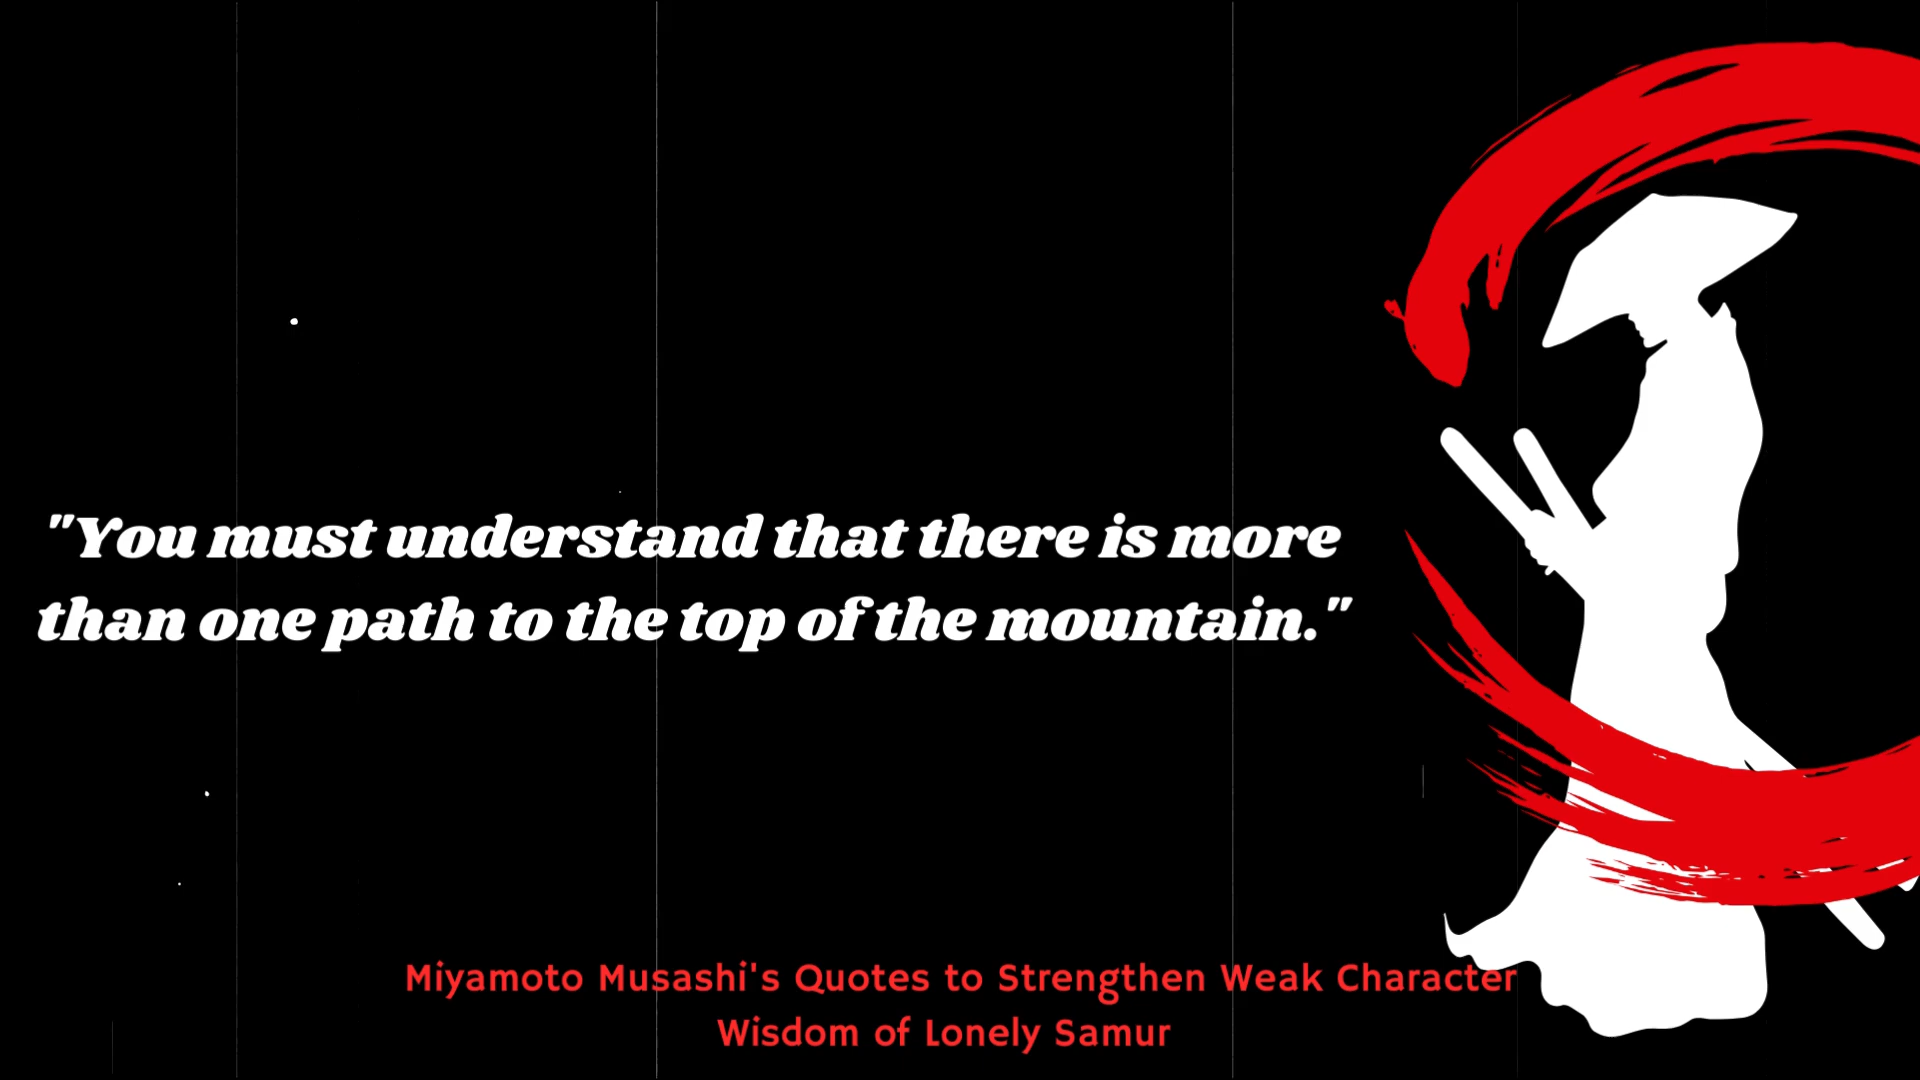 "You must understand that there is more
than one path to the top of the mountain."
Miyamoto Musashi's Quotes to Strengthen Weak Character
Wisdom of Lonely Samur